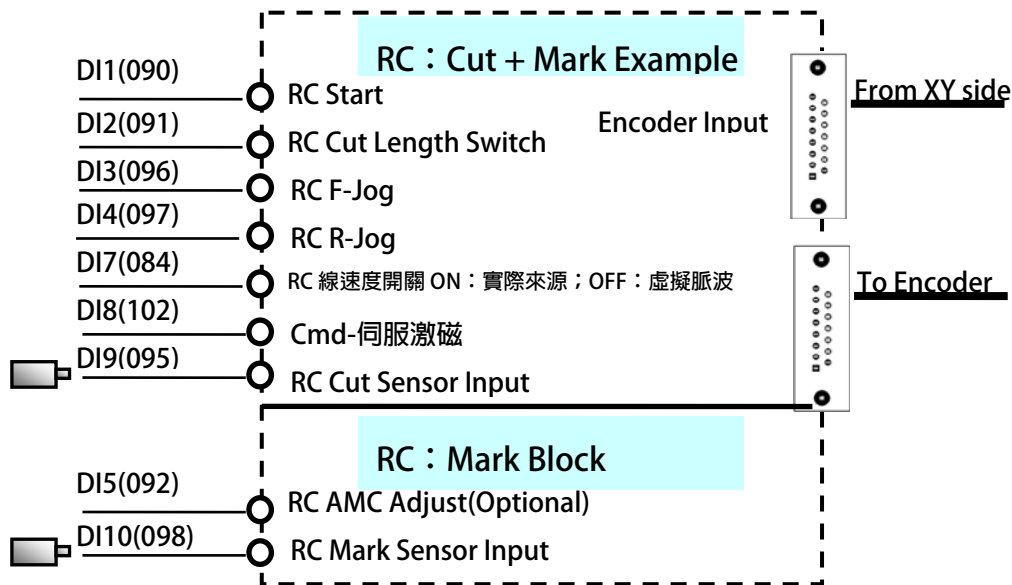 RC：Cut + Mark Example
DI1(090)
RC Start
From XY side
Encoder Input
DI2(091)
RC Cut Length Switch
DI3(096)
RC F-Jog
DI4(097)
RC R-Jog
DI7(084)
RC 線速度開關 ON：實際來源；OFF：虛擬脈波
To Encoder
DI8(102)
Cmd-伺服激磁
DI9(095)
RC Cut Sensor Input
RC：Mark Block
DI5(092)
RC AMC Adjust(Optional)
DI10(098)
RC Mark Sensor Input